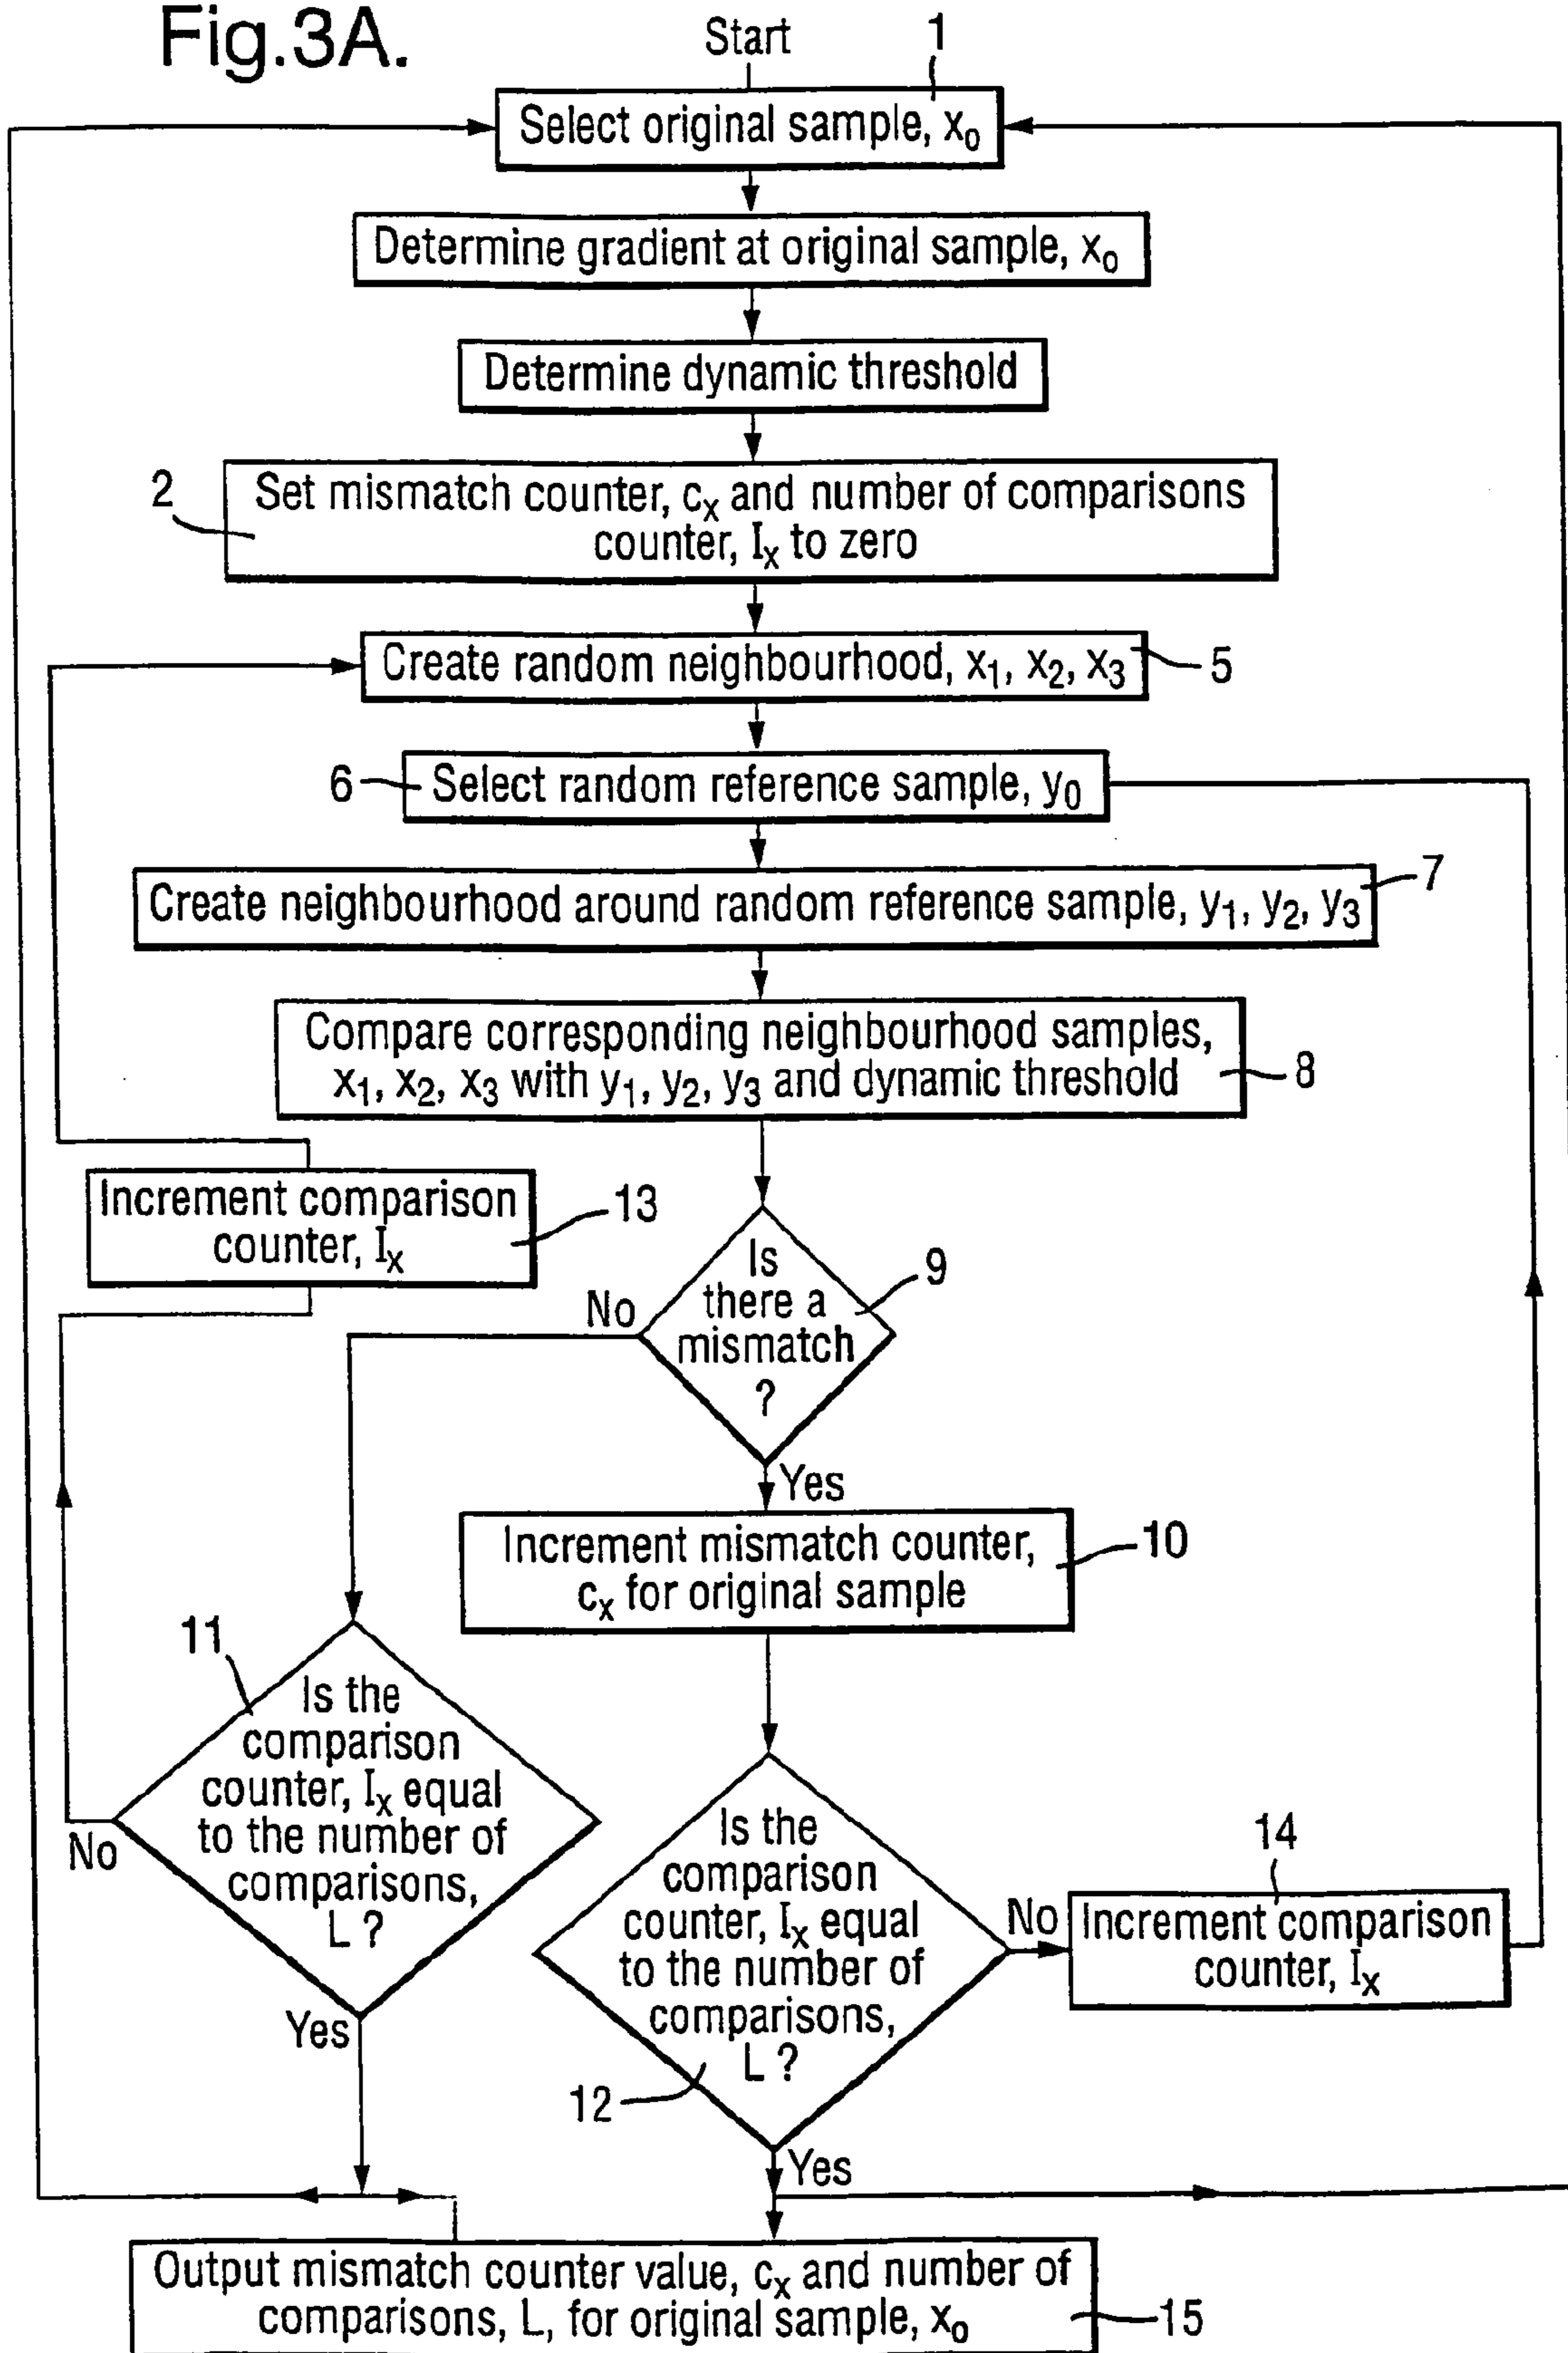 Fig.3A.
Start
1
Select original sample, x₀
Determine gradient at original sample, x₀
Determine dynamic threshold
2
Set mismatch counter, cₓ and number of comparisons
counter, Iₓ to zero
Create random neighbourhood, x₁, x₂, x₃
5
6
Select random reference sample, y₀
7
Create neighbourhood around random reference sample, y₁, y₂, y₃
Compare corresponding neighbourhood samples,
x₁, x₂, x₃ with y₁, y₂, y₃ and dynamic threshold
8
Increment comparison
counter, Iₓ
13
Is
there a
mismatch
?
9
No
Yes
Increment mismatch counter,
cₓ for original sample
10
11
Is the
comparison
counter, Iₓ equal
to the number of
comparisons,
L ?
No
Yes
Is the
comparison
counter, Iₓ equal
to the number of
comparisons,
L ?
12
No
Yes
14
Increment comparison
counter, Iₓ
Output mismatch counter value, cₓ and number of
comparisons, L, for original sample, x₀
15